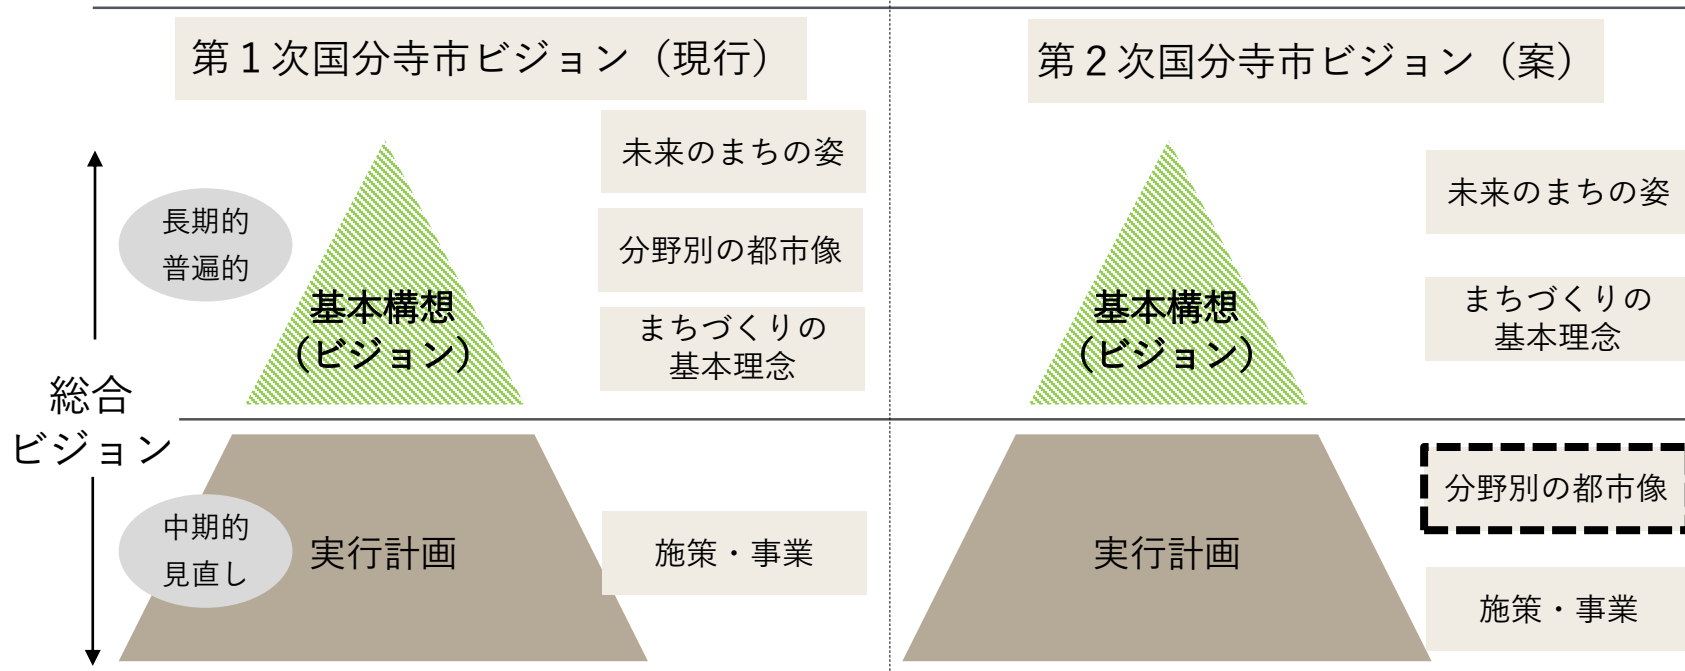 第１次国分寺市ビジョン（現行）
第２次国分寺市ビジョン（案）
総合
ビジョン
長期的
普遍的
基本構想
（ビジョン）
未来のまちの姿
分野別の都市像
まちづくりの
基本理念
中期的
見直し
実行計画
施策・事業
基本構想
（ビジョン）
未来のまちの姿
まちづくりの
基本理念
実行計画
分野別の都市像
施策・事業